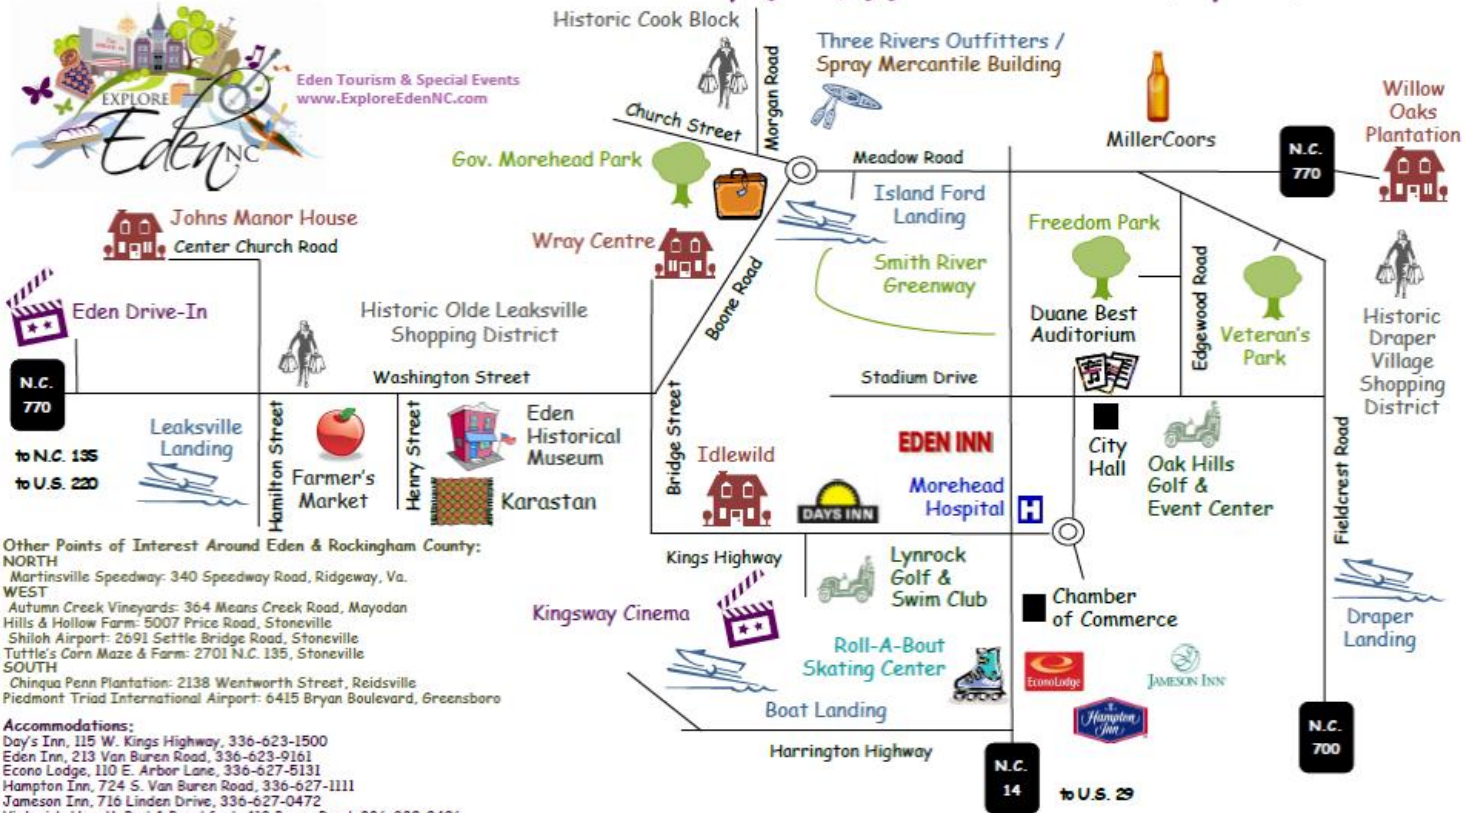 Historic Cook Block
Three Rivers Outfitters /
Spray Mercantile Building
Eden Tourism & Special Events
www.ExploreEdenNC.com
EXPLORE
Eden NC
Church Street
Morgan Road
MillerCoors
Willow
Oaks
Plantation
N.C.
770
Gov. Morehead Park
Meadow Road
Island Ford
Landing
Johns Manor House
Center Church Road
Wray Centre
Freedom Park
Smith River
Greenway
Boone Road
Edgewood Road
Eden Drive-In
Historic Olde Leaksville
Shopping District
Duane Best
Auditorium
Veteran's
Park
Historic
Draper
Village
Shopping
District
N.C.
770
Washington Street
Stadium Drive
to N.C. 135
to U.S. 220
Leaksville
Landing
Hamilton Street
Farmer's
Market
Henry Street
Eden
Historical
Museum
Karastan
Bridge Street
Idlewild
DAYS INN
EDEN INN
Morehead
Hospital
H
City
Hall
Oak Hills
Golf &
Event Center
Fieldcrest Road
Kings Highway
Lynrock
Golf &
Swim Club
Kingsway Cinema
Chamber
of Commerce
Draper
Landing
Roll-A-Bout
Skating Center
EconoLodge
JAMESON INN
Hampton
Inn
Boat Landing
Harrington Highway
N.C.
14
to U.S. 29
N.C.
700
Other Points of Interest Around Eden & Rockingham County:
NORTH
Martinsville Speedway: 340 Speedway Road, Ridgeway, Va.
WEST
Autumn Creek Vineyards: 364 Means Creek Road, Mayodan
Hills & Hollow Farm: 5007 Price Road, Stoneville
Shiloh Airport: 2691 Settle Bridge Road, Stoneville
Tuttle's Corn Maze & Farm: 2701 N.C. 135, Stoneville
SOUTH
Chinqua Penn Plantation: 2138 Wentworth Street, Reidsville
Piedmont Triad International Airport: 6415 Bryan Boulevard, Greensboro
Accommodations:
Day's Inn, 115 W. Kings Highway, 336-623-1500
Eden Inn, 213 Van Buren Road, 336-623-9161
Econo Lodge, 110 E. Arbor Lane, 336-627-5131
Hampton Inn, 724 S. Van Buren Road, 336-627-1111
Jameson Inn, 716 Linden Drive, 336-627-0472